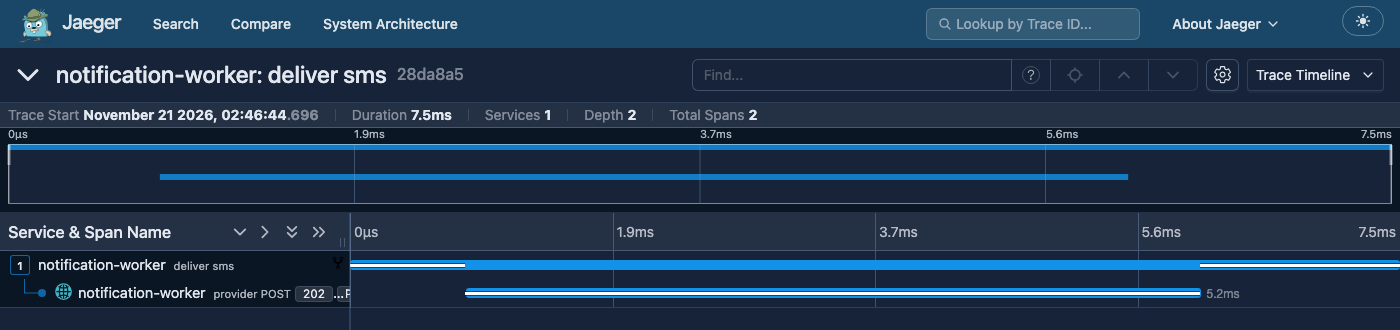 Jaeger Search Compare System Architecture Lookup by Trace ID... About Jaeger
notification-worker: deliver sms 28da8a5 Find... ? Trace Timeline
Trace Start November 21 2026, 02:46:44.696 Duration 7.5ms Services 1 Depth 2 Total Spans 2
0μs 1.9ms 3.7ms 5.6ms 7.5ms
Service & Span Name 0μs 1.9ms 3.7ms 5.6ms 7.5ms
1 notification-worker deliver sms
notification-worker provider POST 202 ... 5.2ms